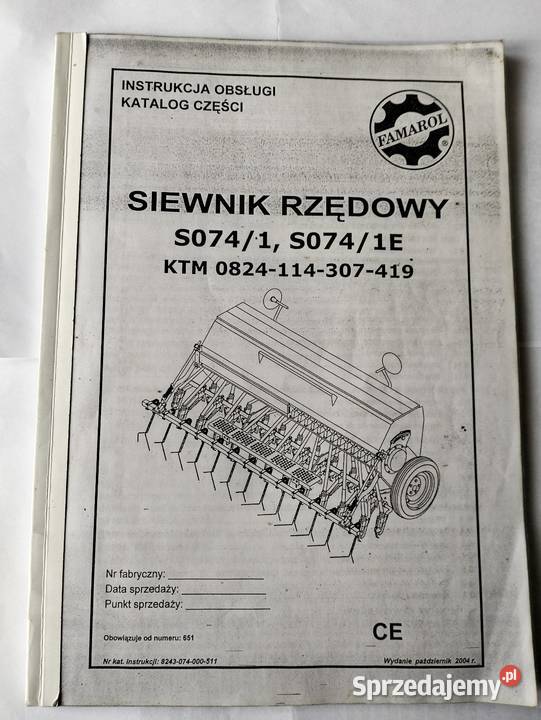 INSTRUKCJA OBSŁUGI
KATALOG CZĘŚCI
FAMAROL
®
SIEWNIK RZĘDOWY
S074/1, S074/1E
KTM 0824-114-307-419
Nr fabryczny:
Data sprzedaży:
Punkt sprzedaży:
Obowiązuje od numeru: 651
CE
Nr kat. Instrukcji: 8243-074-000-511
Wydanie październik 2004 r.
Sprzedajemy.pl